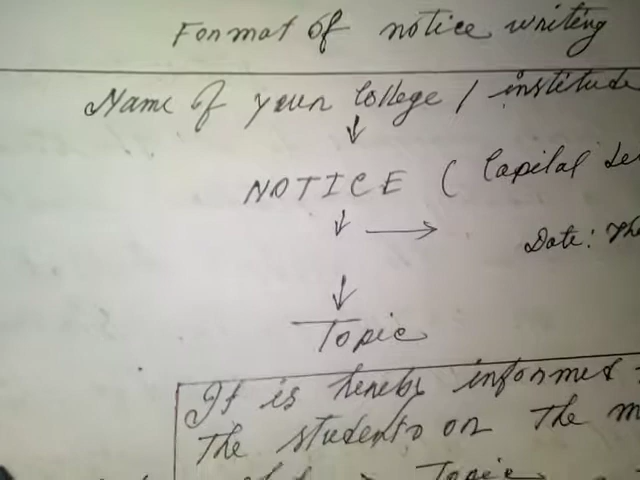 Format of notice writing
Name of your College / institude
↓
NOTICE ( Capital
↓ →
Date:
↓
Topic
It is hereby informed
The students on the
Topic